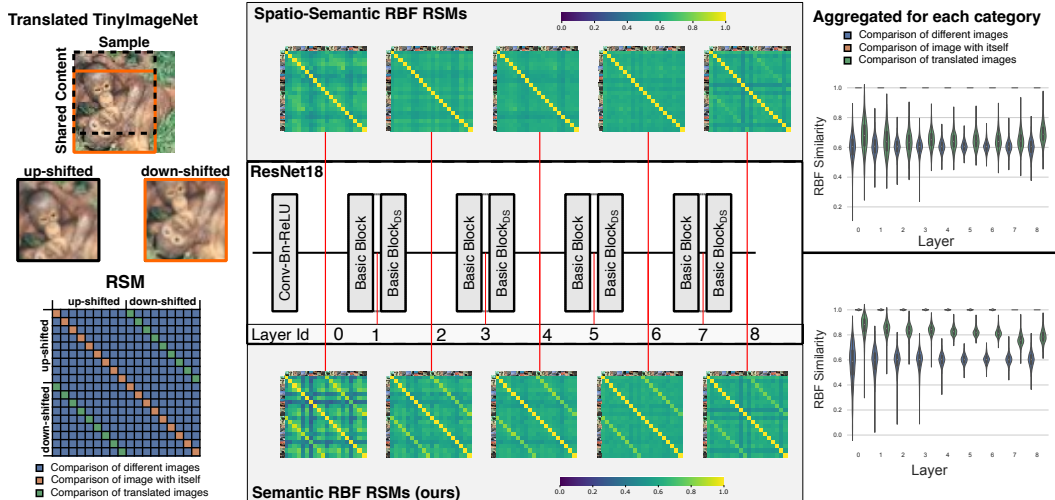 Translated TinyImageNet
Sample
Shared Content
up-shifted
down-shifted
RSM
up-shifted
down-shifted
up-shifted
down-shifted
Comparison of different images
Comparison of image with itself
Comparison of translated images
Spatio-Semantic RBF RSMs
0.0
0.2
0.4
0.6
0.8
1.0
ResNet18
Conv-Bn-ReLU
Basic Block
Basic BlockDS
Basic Block
Basic BlockDS
Basic Block
Basic BlockDS
Basic Block
Basic BlockDS
Layer Id
0
1
2
3
4
5
6
7
8
0.0
0.2
0.4
0.6
0.8
1.0
Semantic RBF RSMs (ours)
Aggregated for each category
Comparison of different images
Comparison of image with itself
Comparison of translated images
RBF Similarity
1.0
0.8
0.6
0.4
0.2
0
1
2
3
4
5
6
7
8
Layer
RBF Similarity
1.0
0.8
0.6
0.4
0.2
0.0
0
1
2
3
4
5
6
7
8
Layer